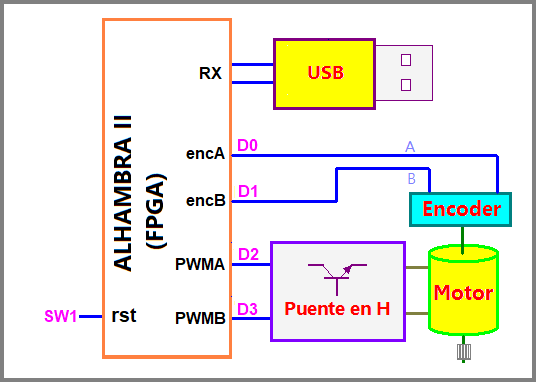 ALHAMBRA II
(FPGA)
RX
USB
encA
D0
A
encB
D1
B
Encoder
PWMA
D2
Puente en H
Motor
SW1
rst
PWMB
D3